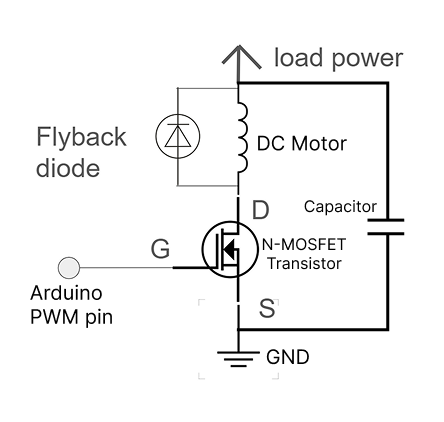 load power
Flyback
diode
DC Motor
Capacitor
D
G
N-MOSFET
Transistor
Arduino
PWM pin
S
GND